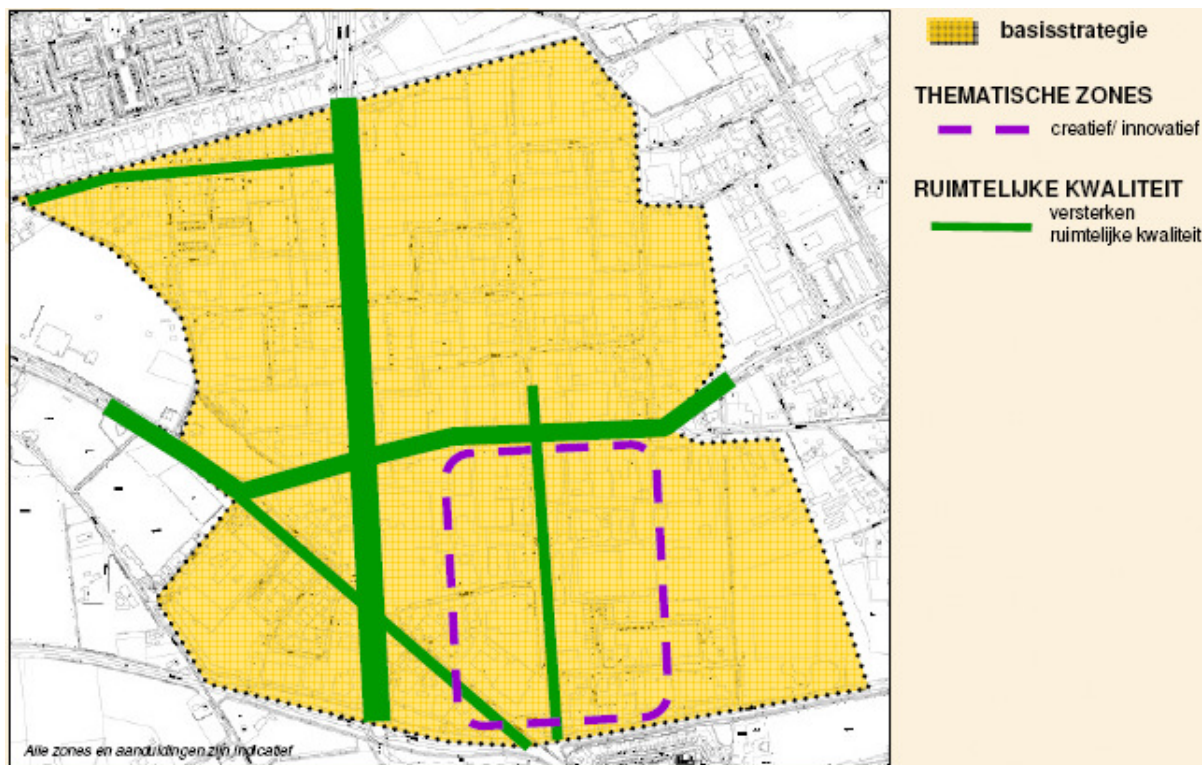 basisstrategie
THEMATISCHE ZONES
creatief/ innovatief
RUIMTELIJKE KWALITEIT
versterken
ruimtelijke kwaliteit
Alle zones en aanduidingen zijn indicatief